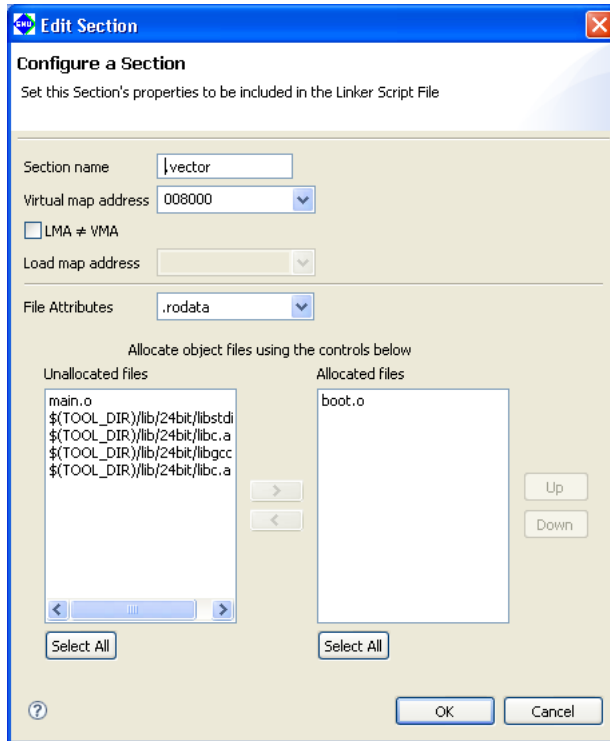 GNU Edit Section
Configure a Section
Set this Section's properties to be included in the Linker Script File
Section name .vector
Virtual map address 008000
LMA ≠ VMA
Load map address
File Attributes .rodata
Allocate object files using the controls below
Unallocated files Allocated files
main.o boot.o
$(TOOL_DIR)/lib/24bit/libstdi
$(TOOL_DIR)/lib/24bit/libc.a
$(TOOL_DIR)/lib/24bit/libgcc
$(TOOL_DIR)/lib/24bit/libc.a
> Up
< Down
Select All Select All
? OK Cancel